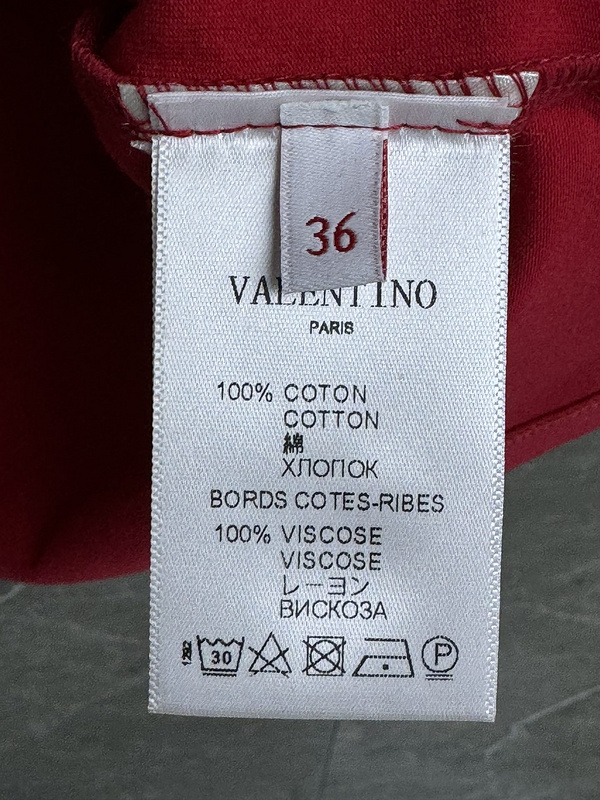 36
VALENTINO
PARIS
100% COTON
COTTON
綿
ХЛОПОК
BORDS COTES-RIBES
100% VISCOSE
VISCOSE
レーヨン
ВИСКОЗА
30
P